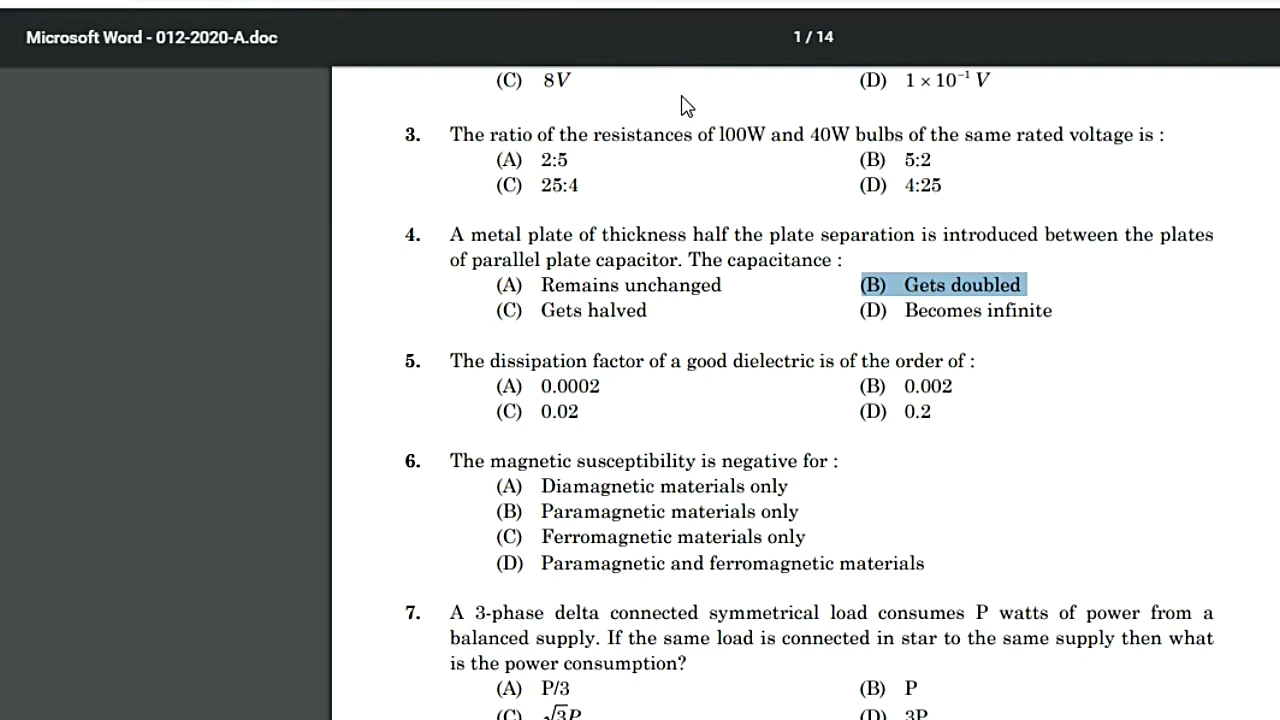 Microsoft Word - 012-2020-A.doc
1 / 14
(C) 8V (D) 1 × 10⁻¹ V
3. The ratio of the resistances of l00W and 40W bulbs of the same rated voltage is :
(A) 2:5 (B) 5:2
(C) 25:4 (D) 4:25
4. A metal plate of thickness half the plate separation is introduced between the plates
of parallel plate capacitor. The capacitance :
(A) Remains unchanged (B) Gets doubled
(C) Gets halved (D) Becomes infinite
5. The dissipation factor of a good dielectric is of the order of :
(A) 0.0002 (B) 0.002
(C) 0.02 (D) 0.2
6. The magnetic susceptibility is negative for :
(A) Diamagnetic materials only
(B) Paramagnetic materials only
(C) Ferromagnetic materials only
(D) Paramagnetic and ferromagnetic materials
7. A 3-phase delta connected symmetrical load consumes P watts of power from a
balanced supply. If the same load is connected in star to the same supply then what
is the power consumption?
(A) P/3 (B) P
(C) √3P (D) 3P